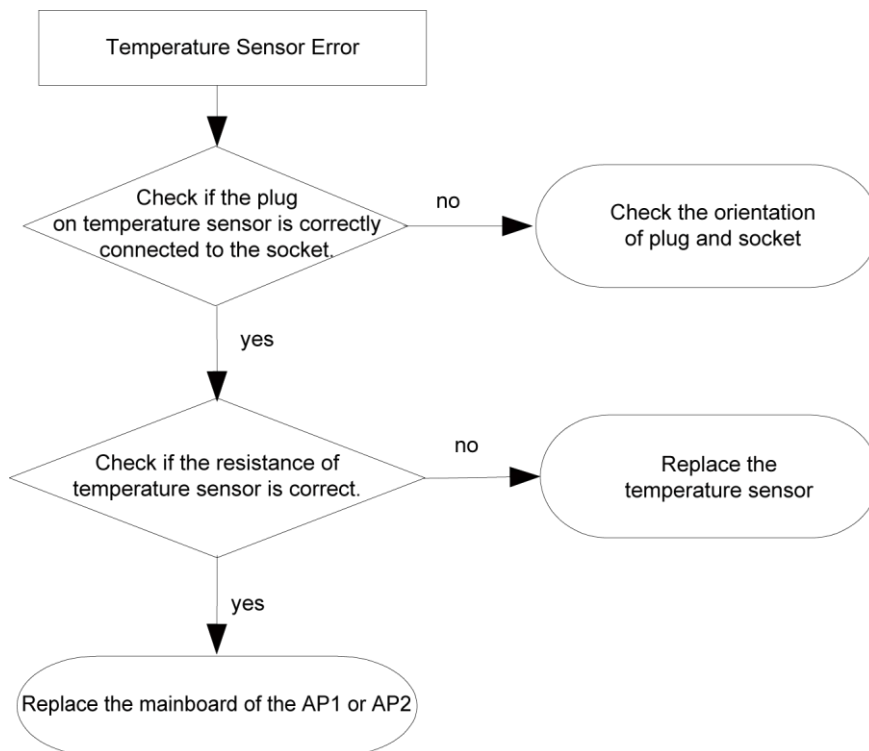 Temperature Sensor Error
Check if the plug
on temperature sensor is correctly
connected to the socket.
no
Check the orientation
of plug and socket
yes
Check if the resistance of
temperature sensor is correct.
no
Replace the
temperature sensor
yes
Replace the mainboard of the AP1 or AP2